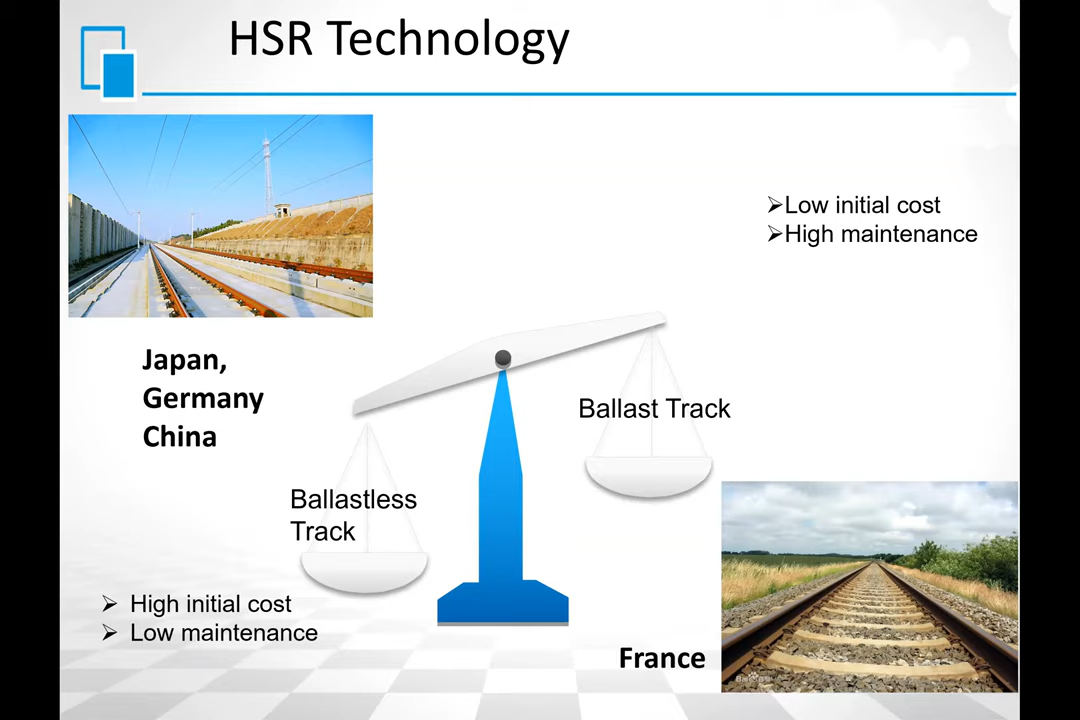 HSR Technology
➢Low initial cost
➢High maintenance
Japan,
Germany
China
Ballast Track
Ballastless
Track
➢ High initial cost
➢ Low maintenance
France